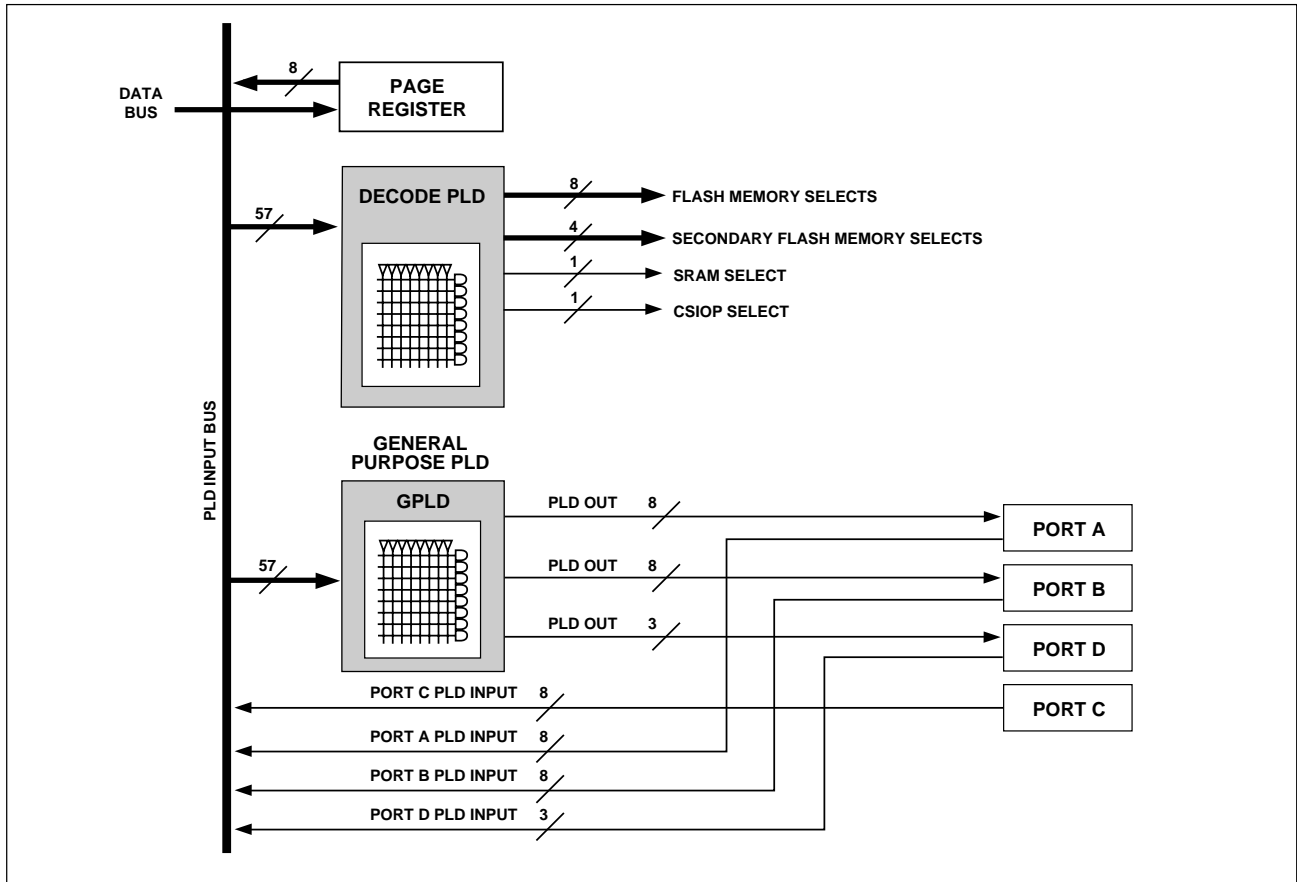 8
DATA
BUS
PAGE
REGISTER
DECODE PLD
57
8
FLASH MEMORY SELECTS
4
SECONDARY FLASH MEMORY SELECTS
1
SRAM SELECT
1
CSIOP SELECT
PLD INPUT BUS
GENERAL
PURPOSE PLD
GPLD
57
PLD OUT 8
PORT A
PLD OUT 8
PORT B
PLD OUT 3
PORT D
PORT C PLD INPUT 8
PORT C
PORT A PLD INPUT 8
PORT B PLD INPUT 8
PORT D PLD INPUT 3